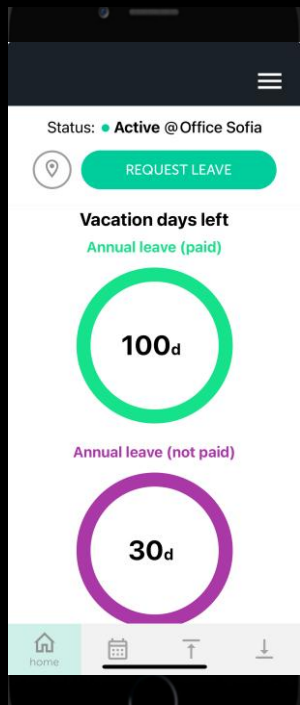 Status: ● Active @Office Sofia
REQUEST LEAVE
Vacation days left
Annual leave (paid)
100d
Annual leave (not paid)
30d
home